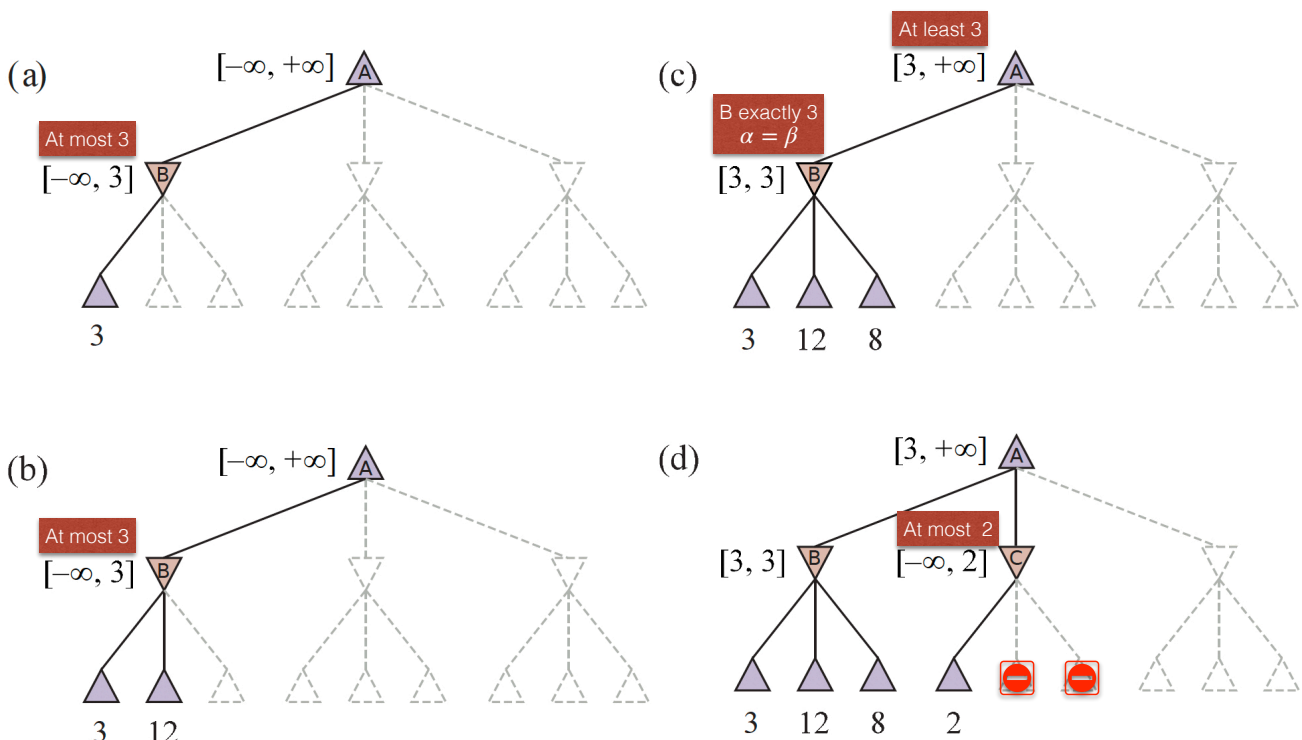 (a)
[–∞, +∞]
A
At most 3
[–∞, 3]
B
3
(c)
At least 3
[3, +∞]
A
B exactly 3
α = β
[3, 3]
B
3 12 8
(b)
[–∞, +∞]
A
At most 3
[–∞, 3]
B
3 12
(d)
[3, +∞]
A
At most 2
[3, 3]
B
[–∞, 2]
C
3 12 8 2